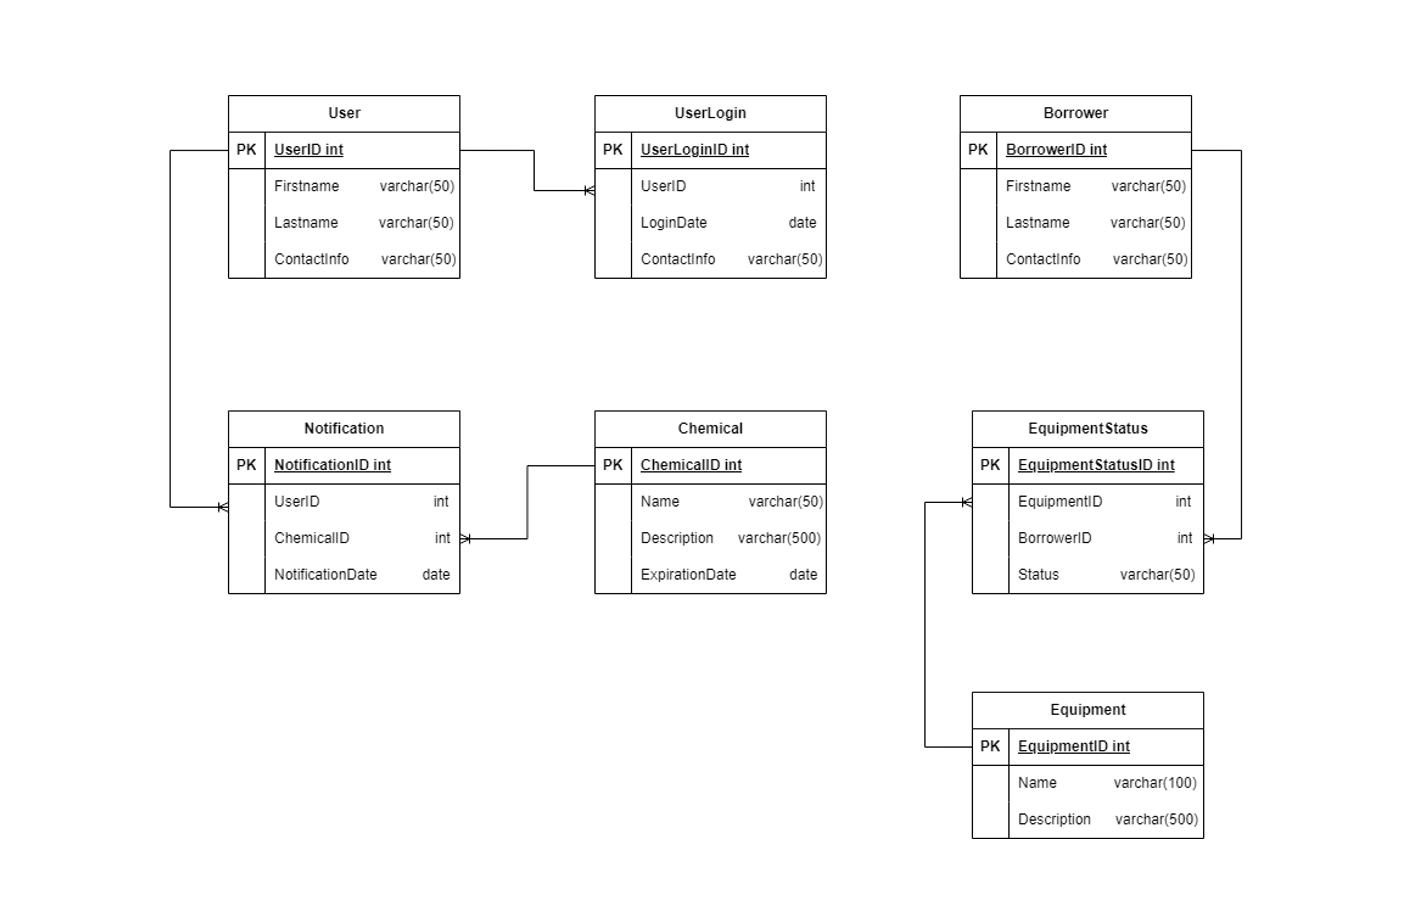 User
PK UserID int
Firstname varchar(50)
Lastname varchar(50)
ContactInfo varchar(50)
UserLogin
PK UserLoginID int
UserID int
LoginDate date
ContactInfo varchar(50)
Borrower
PK BorrowerID int
Firstname varchar(50)
Lastname varchar(50)
ContactInfo varchar(50)
Notification
PK NotificationID int
UserID int
ChemicalID int
NotificationDate date
Chemical
PK ChemicalID int
Name varchar(50)
Description varchar(500)
ExpirationDate date
EquipmentStatus
PK EquipmentStatusID int
EquipmentID int
BorrowerID int
Status varchar(50)
Equipment
PK EquipmentID int
Name varchar(100)
Description varchar(500)